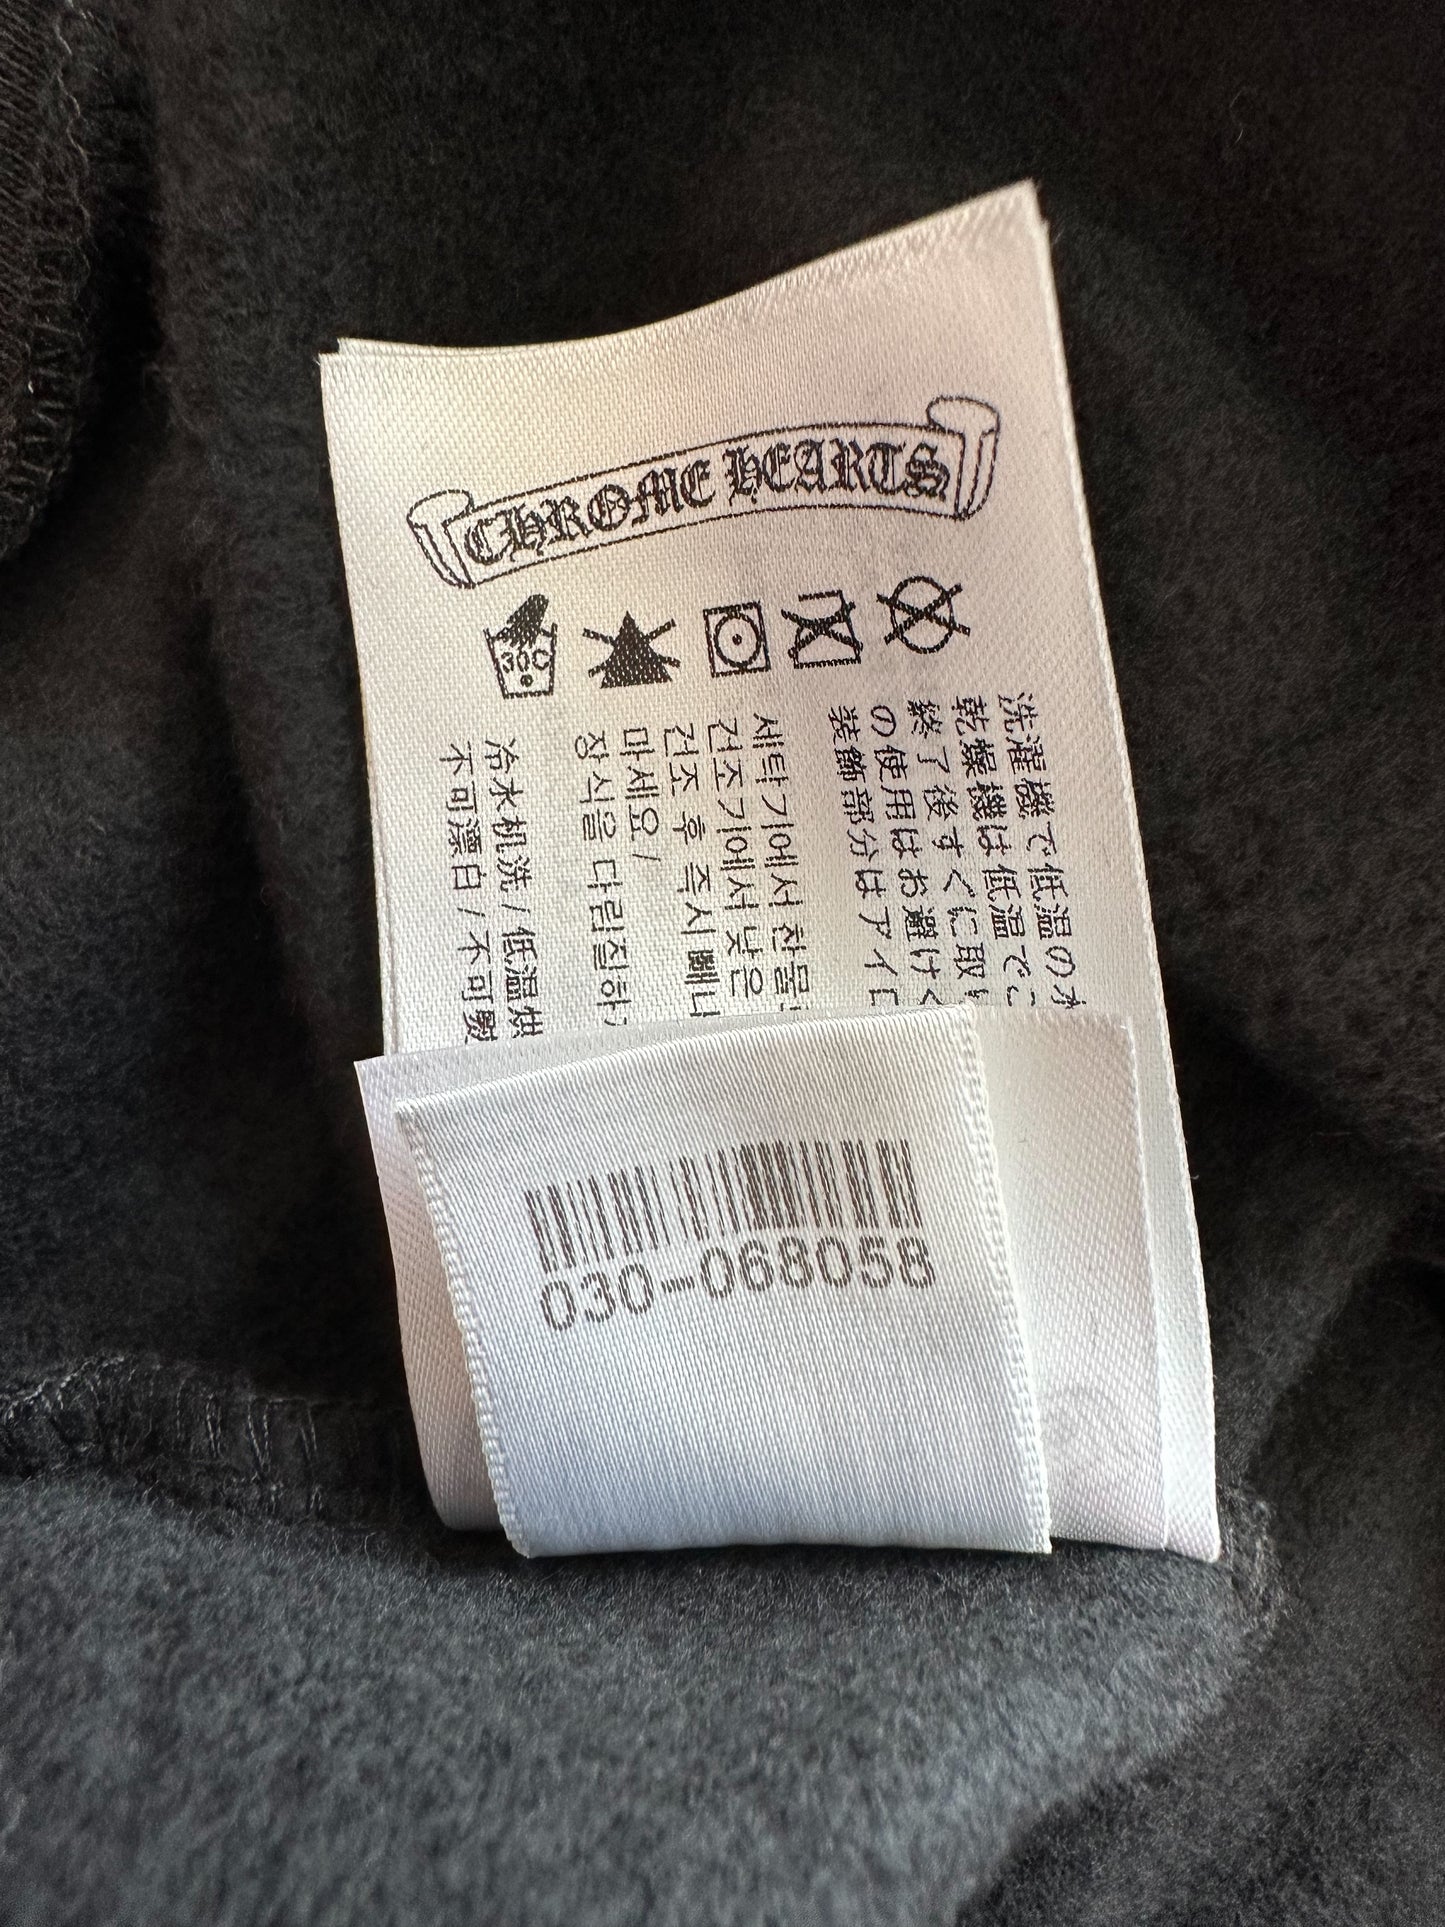 CHROME HEARTS
30C
洗濯機で低温の水
乾燥機は低温でご
終了後すぐに取り
の使用はお避けく
装飾部分はアイロ
세탁기에서 찬물
건조기에서 낮은
건조 후 즉시 빼
마세요 /
장식을 다림질하
冷水机洗 / 低温烘
不可漂白 / 不可
030-068058